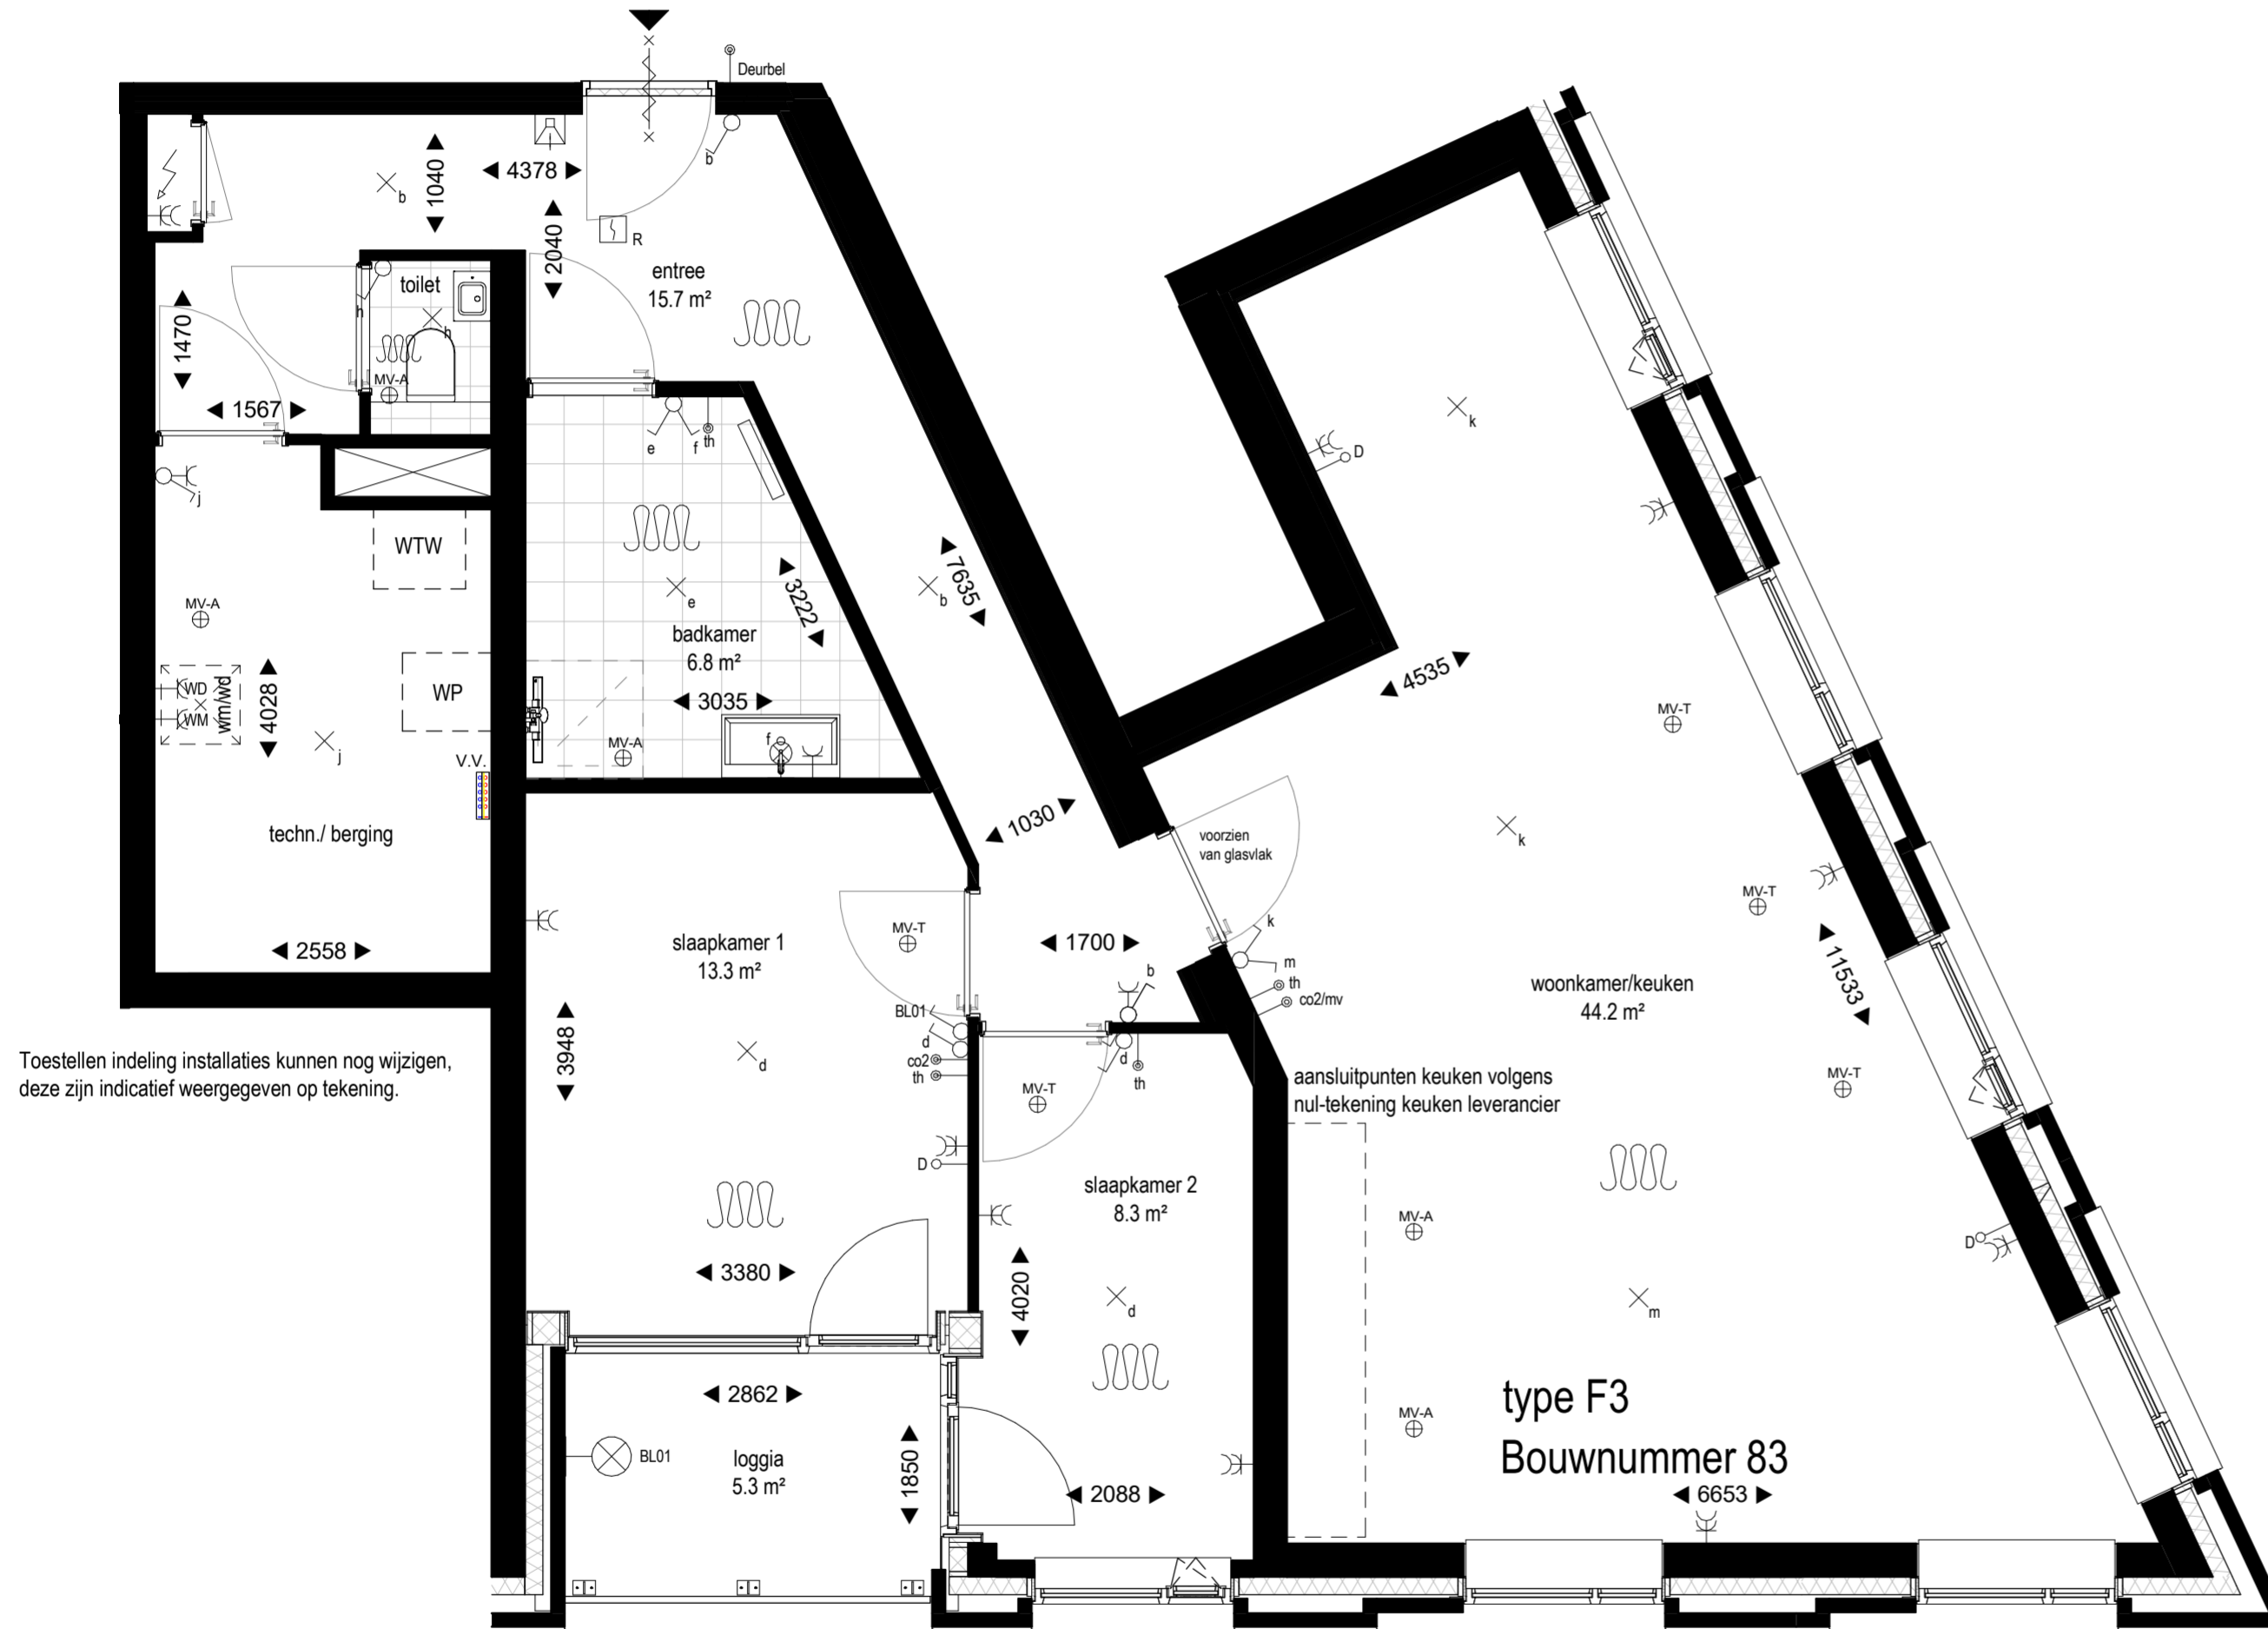 Deurbel
b
4378
1040
b
2040
R
entree
15.7 m²
toilet
h
h
MV-A
1470
1567
e
f
th
j
WTW
MV-A
WD
WM
wm/wd
4028
WP
j
V.V.
techn./ berging
2558
e
badkamer
6.8 m²
3222
3035
MV-A
f
b
7635
1030
k
D
4535
MV-T
k
voorzien
van glasvlak
MV-T
k
m
th
co2/mv
1700
b
woonkamer/keuken
44.2 m²
11533
MV-T
slaapkamer 1
13.3 m²
MV-T
BL01
d
co2
th
3948
d
D
3380
Toestellen indeling installaties kunnen nog wijzigen,
deze zijn indicatief weergegeven op tekening.
d
th
MV-T
slaapkamer 2
8.3 m²
4020
d
2088
aansluitpunten keuken volgens
nul-tekening keuken leverancier
MV-A
D
m
MV-A
2862
BL01
loggia
5.3 m²
1850
type F3
Bouwnummer 83
6653